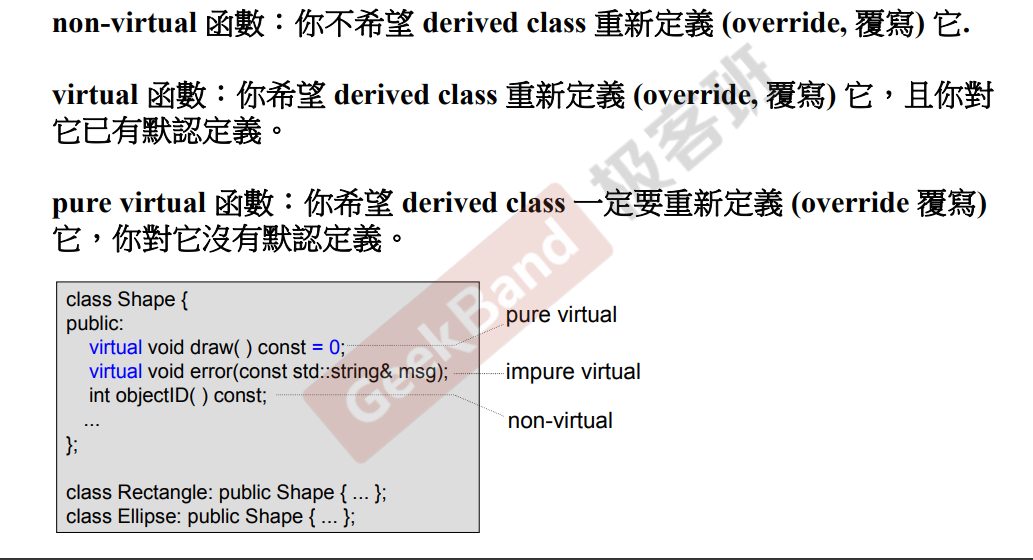 non-virtual 函數：你不希望 derived class 重新定義 (override, 覆寫) 它.
virtual 函數：你希望 derived class 重新定義 (override, 覆寫) 它，且你對
它已有默認定義。
pure virtual 函數：你希望 derived class 一定要重新定義 (override 覆寫)
它，你對它沒有默認定義。
class Shape {
public:
virtual void draw( ) const = 0;
pure virtual
virtual void error(const std::string& msg);
impure virtual
int objectID( ) const;
non-virtual
...
};
class Rectangle: public Shape { ... };
class Ellipse: public Shape { ... };
GeekBand
极客班